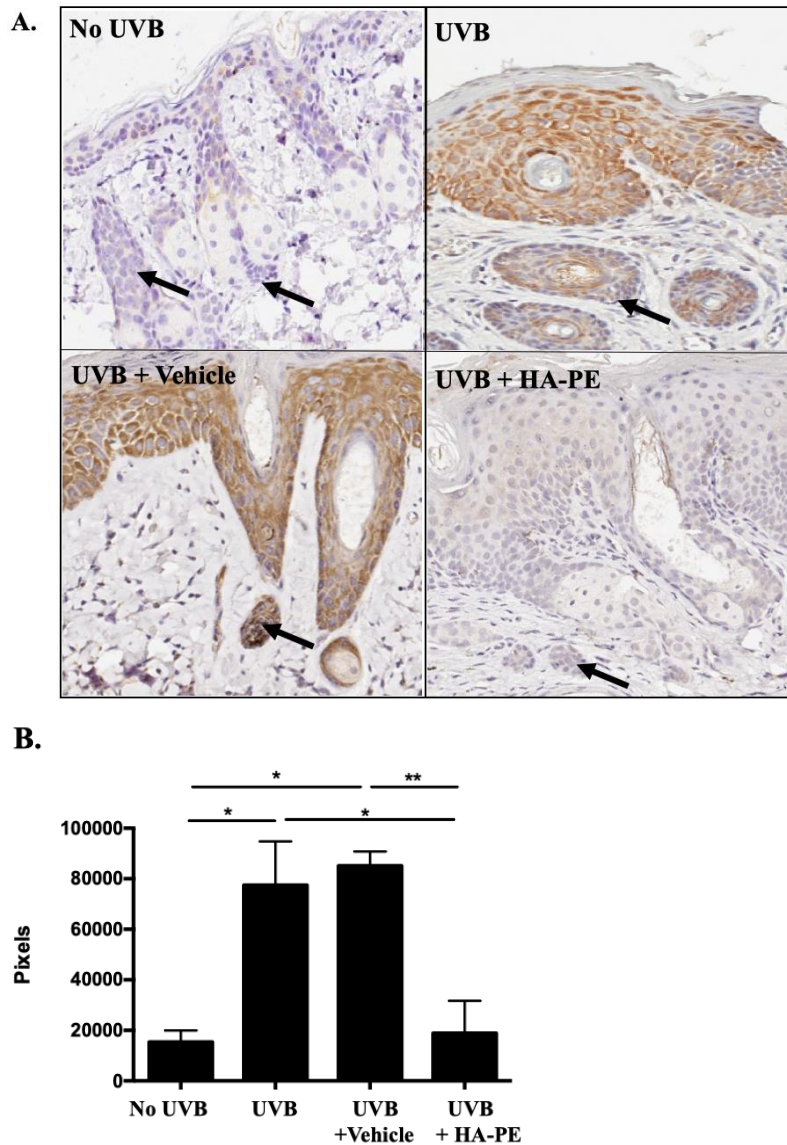 A.
No UVB
UVB
UVB + Vehicle
UVB + HA-PE
B.
*
**
*
*
100000
80000
60000
40000
20000
0
Pixels
No UVB
UVB
UVB
+Vehicle
UVB
+ HA-PE